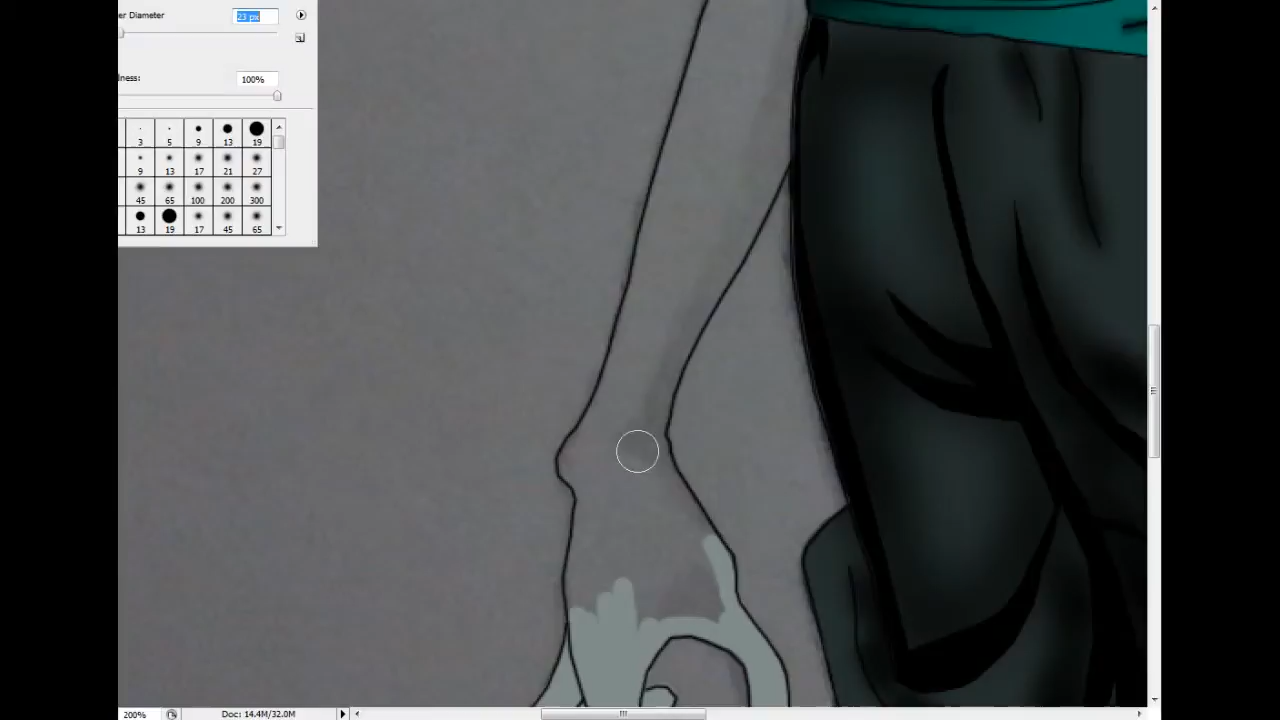 er Diameter 23 px
dness: 100%
3 5 9 13 19
9 13 17 21 27
45 65 100 200 300
13 19 17 45 65
200% Doc: 14.4M/32.0M